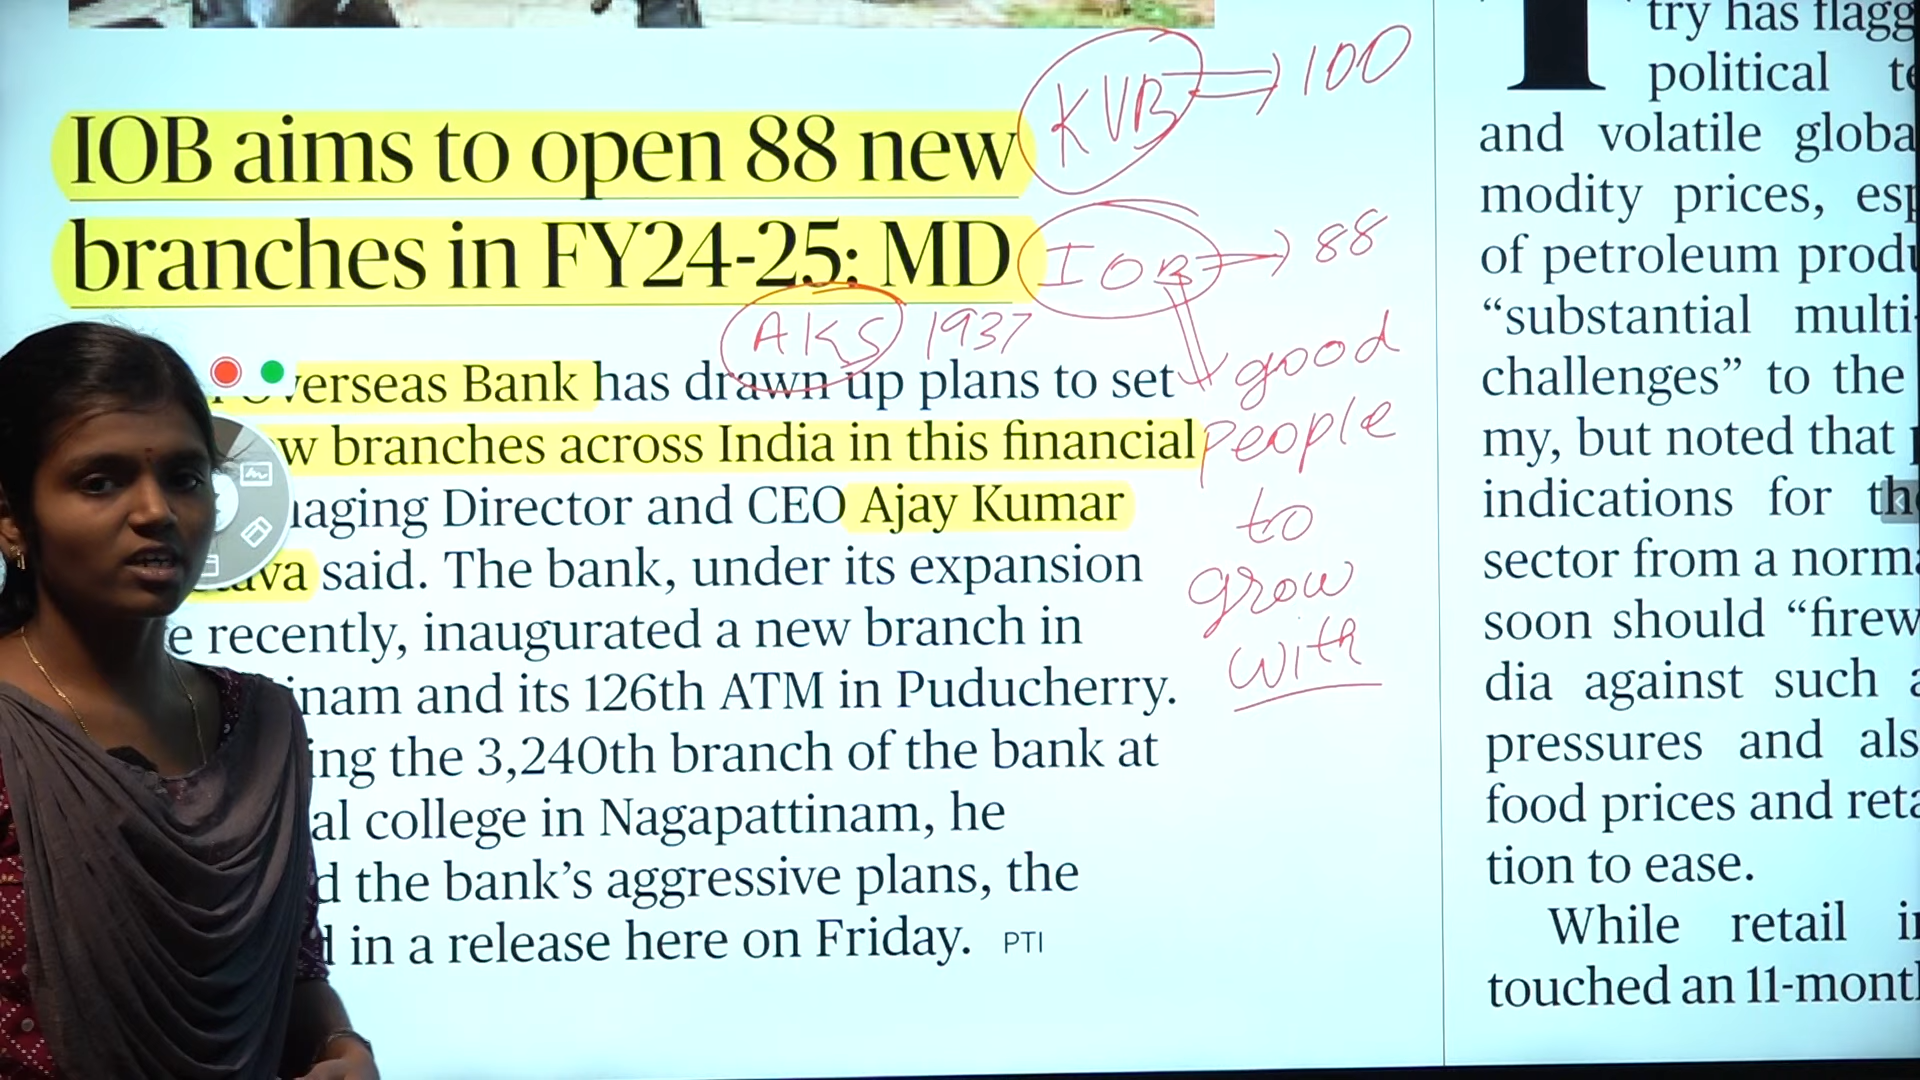 IOB aims to open 88 new
branches in FY24-25: MD
verseas Bank has drawn up plans to set
w branches across India in this financial
aging Director and CEO Ajay Kumar
ava said. The bank, under its expansion
e recently, inaugurated a new branch in
inam and its 126th ATM in Puducherry.
ing the 3,240th branch of the bank at
al college in Nagapattinam, he
d the bank’s aggressive plans, the
d in a release here on Friday. PTI
KVB → 100
IOB → 88
AKS 1937
good
people
to
grow
with
T
try has flagg
political te
and volatile globa
modity prices, esp
of petroleum produ
“substantial multi-
challenges” to the
my, but noted that p
indications for the
sector from a norma
soon should “firew
dia against such a
pressures and als
food prices and reta
tion to ease.
While retail in
touched an 11-month